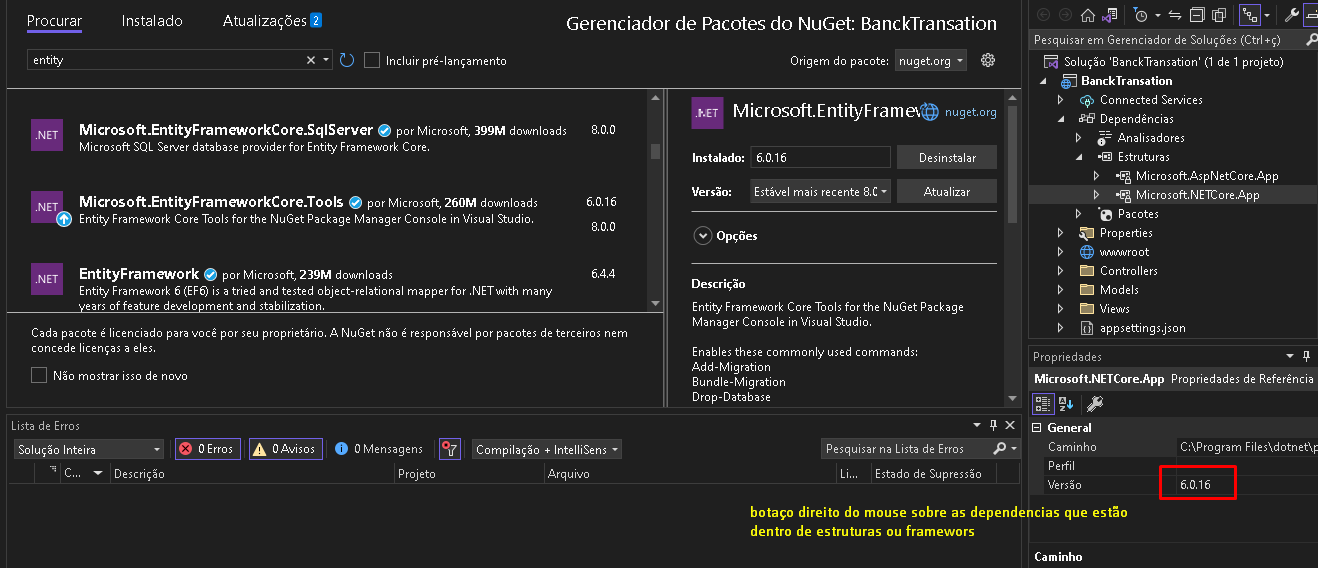 Procurar
Instalado
Atualizações 2
Gerenciador de Pacotes do NuGet: BanckTransation
entity
Incluir pré-lançamento
Origem do pacote: nuget.org
.NET
Microsoft.EntityFrameworkCore.SqlServer por Microsoft, 399M downloads
8.0.0
Microsoft SQL Server database provider for Entity Framework Core.
.NET
Microsoft.EntityFrameworkCore.Tools por Microsoft, 260M downloads
6.0.16
Entity Framework Core Tools for the NuGet Package Manager Console in Visual Studio.
8.0.0
.NET
EntityFramework por Microsoft, 239M downloads
6.4.4
Entity Framework 6 (EF6) is a tried and tested object-relational mapper for .NET with many
years of feature development and stabilization.
Cada pacote é licenciado para você por seu proprietário. A NuGet não é responsável por pacotes de terceiros nem
concede licenças a eles.
Não mostrar isso de novo
.NET
Microsoft.EntityFramew
nuget.org
Instalado: 6.0.16
Desinstalar
Versão: Estável mais recente 8.0
Atualizar
Opções
Descrição
Entity Framework Core Tools for the NuGet Package
Manager Console in Visual Studio.
Enables these commonly used commands:
Add-Migration
Bundle-Migration
Drop-Database
Lista de Erros
Solução Inteira
0 Erros
0 Avisos
0 Mensagens
Compilação + IntelliSens
Pesquisar na Lista de Erros
C...
Descrição
Projeto
Arquivo
Li...
Estado de Supressão
botaço direito do mouse sobre as dependencias que estão
dentro de estruturas ou framewors
Pesquisar em Gerenciador de Soluções (Ctrl+ç)
Solução 'BanckTransation' (1 de 1 projeto)
BanckTransation
Connected Services
Dependências
Analisadores
Estruturas
Microsoft.AspNetCore.App
Microsoft.NETCore.App
Pacotes
Properties
wwwroot
Controllers
Models
Views
appsettings.json
Propriedades
Microsoft.NETCore.App Propriedades de Referência
General
Caminho
C:\Program Files\dotnet\p
Perfil
Versão
6.0.16
Caminho